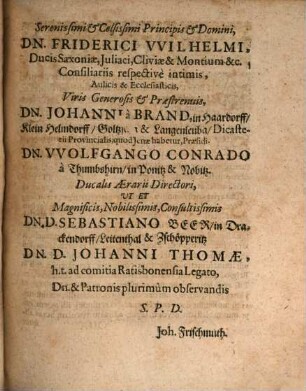 Serenissimi & Celsissimi Principis & Domini,
DN. FRIDERICI VVILHELMI,
Ducis Saxoniæ, Juliaci, Cliviæ & Montium &c.
Consiliariis respectivè intimis,
Aulicis & Ecclesiasticis,
Viris Generosis & Præstrenuis,
DN. JOHANNI à BRAND, in Haardorff/
Klein Helmdorff/ & Langenleuba/ Dicaste-
rii Provincialis, quod Jenæ habetur, Præsidi.
DN. VVOLFGANGO CONRADO
à Thumbshirn/ in Ponitz & Nobitz.
Ducalis Ærarii Directori,
UT ET
Magnificis, Nobilissimis, Consultissimis
DN, D. SEBASTIANO BEER/ in Dra-
ckendorff/ Leitenthal & Zschöpperitz
DN. D. JOHANNI THOMÆ,
h.t. ad comitia Ratisbonensia Legato,
Dn. & Patronis plurimùm observandis
S. P. D.
Joh. Frischmuth.